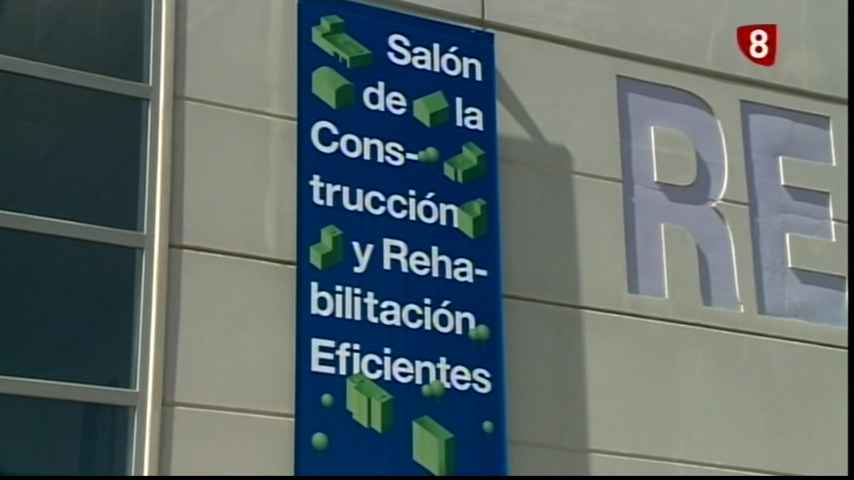 8
Salón
de la
Cons-
trucción
y Reha-
bilitación
Eficientes
RE